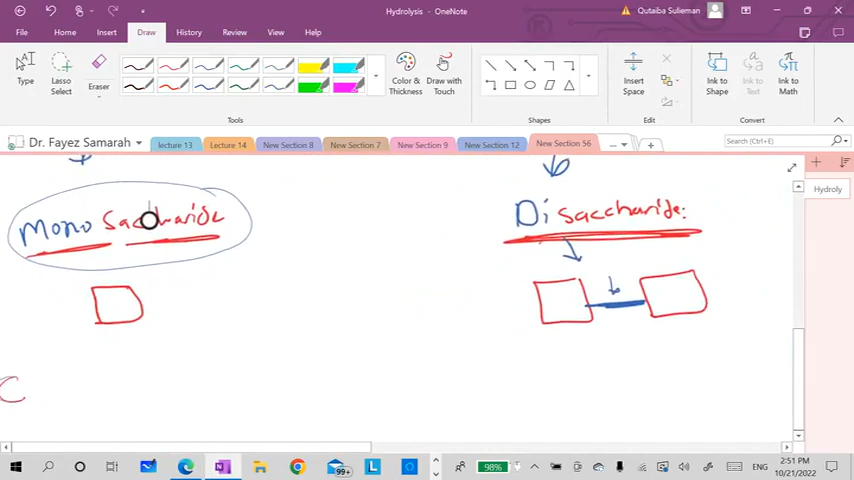 Hydrolysis - OneNote
Qutaiba Sulieman
File Home Insert Draw History Review View Help
Type Lasso Select Eraser Color & Thickness Draw with Touch Insert Space Ink to Shape Ink to Text Ink to Math
Tools Shapes Edit Convert
Dr. Fayez Samarah lecture 13 Lecture 14 New Section 8 New Section 7 New Section 9 New Section 12 New Section 56 Search (Ctrl+E)
Hydroly
Mono Saccharide
Di saccharide:
C
99+ 98% ENG 2:51 PM
10/21/2022